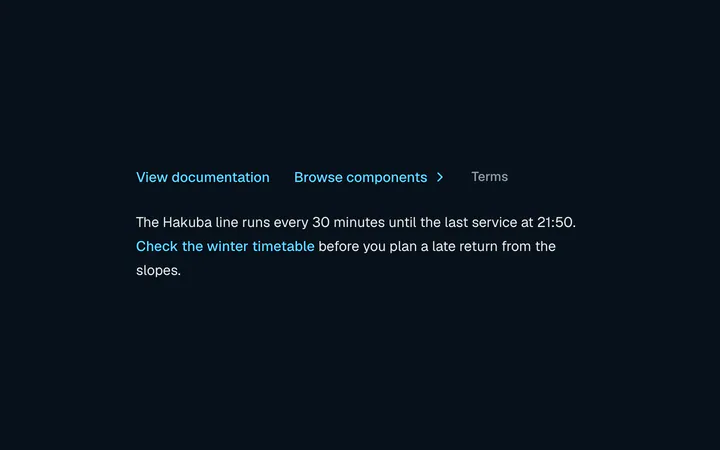 View documentation Browse components Terms
The Hakuba line runs every 30 minutes until the last service at 21:50.
Check the winter timetable before you plan a late return from the
slopes.